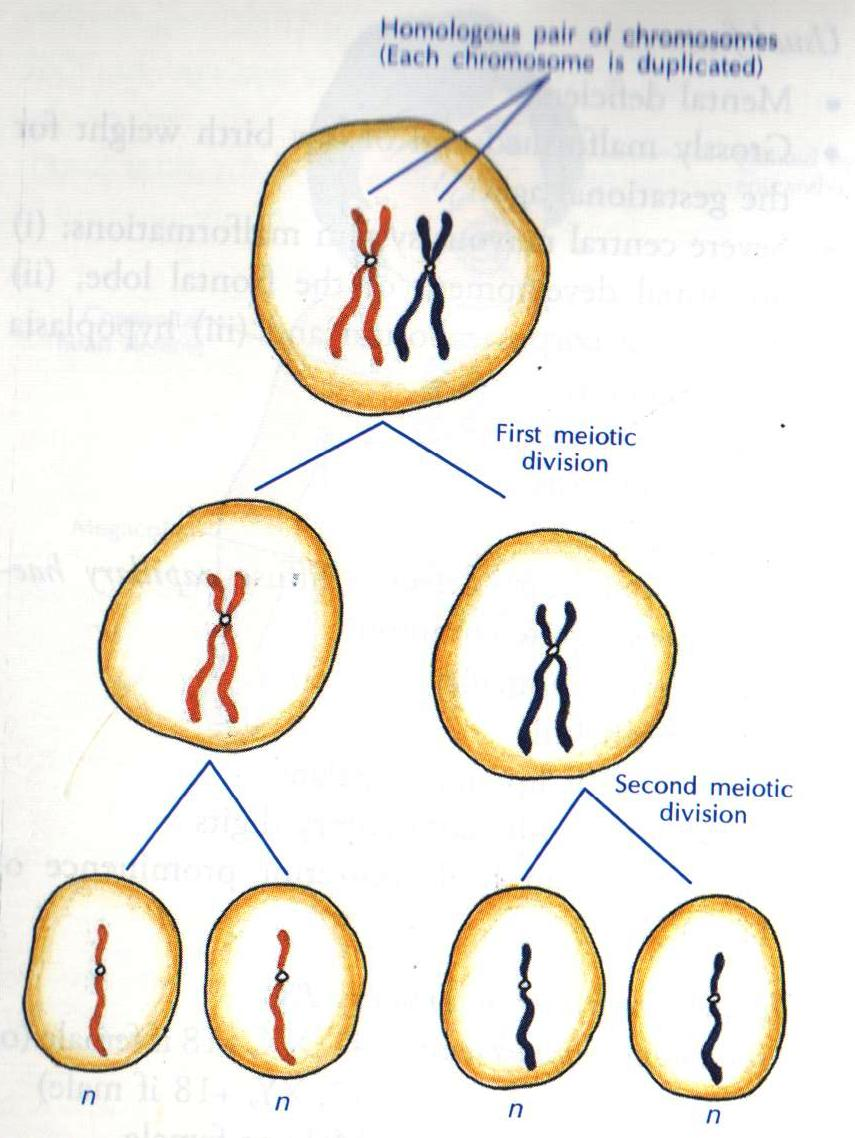 Homologous pair of chromosomes
(Each chromosome is duplicated)
First meiotic
division
Second meiotic
division
n
n
n
n